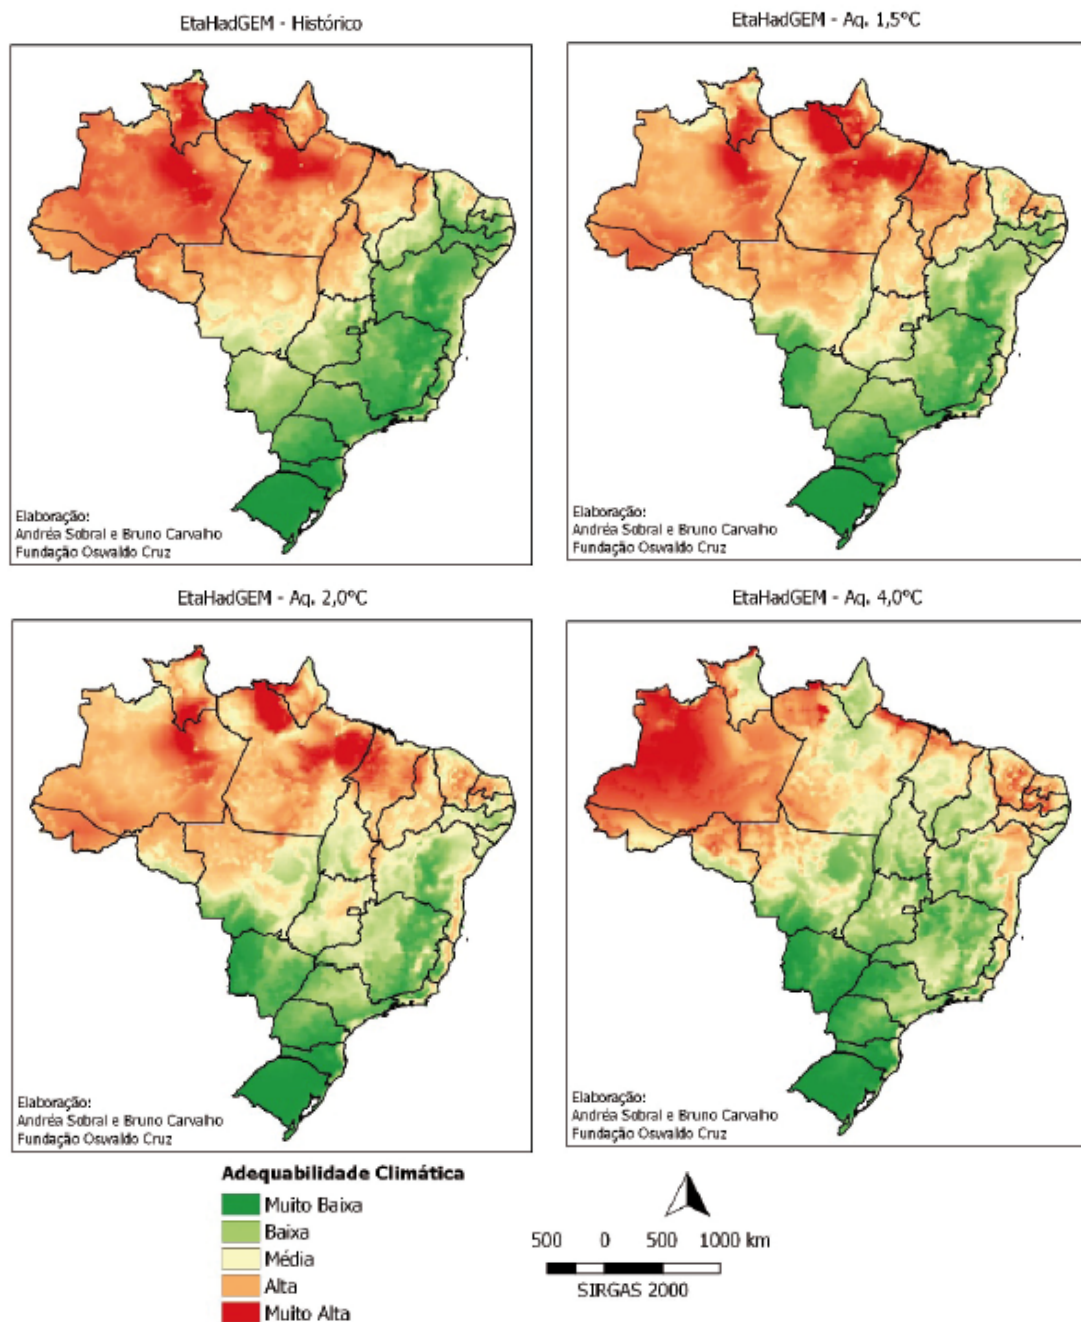 EtaHadGEM - Histórico
EtaHadGEM - Aq. 1,5°C
Elaboração:
Andréa Sobral e Bruno Carvalho
Fundação Oswaldo Cruz
Elaboração:
Andréa Sobral e Bruno Carvalho
Fundação Oswaldo Cruz
EtaHadGEM - Aq. 2,0°C
EtaHadGEM - Aq. 4,0°C
Elaboração:
Andréa Sobral e Bruno Carvalho
Fundação Oswaldo Cruz
Elaboração:
Andréa Sobral e Bruno Carvalho
Fundação Oswaldo Cruz
Adequabilidade Climática
Muito Baixa
Baixa
Média
Alta
Muito Alta
500 0 500 1000 km
SIRGAS 2000